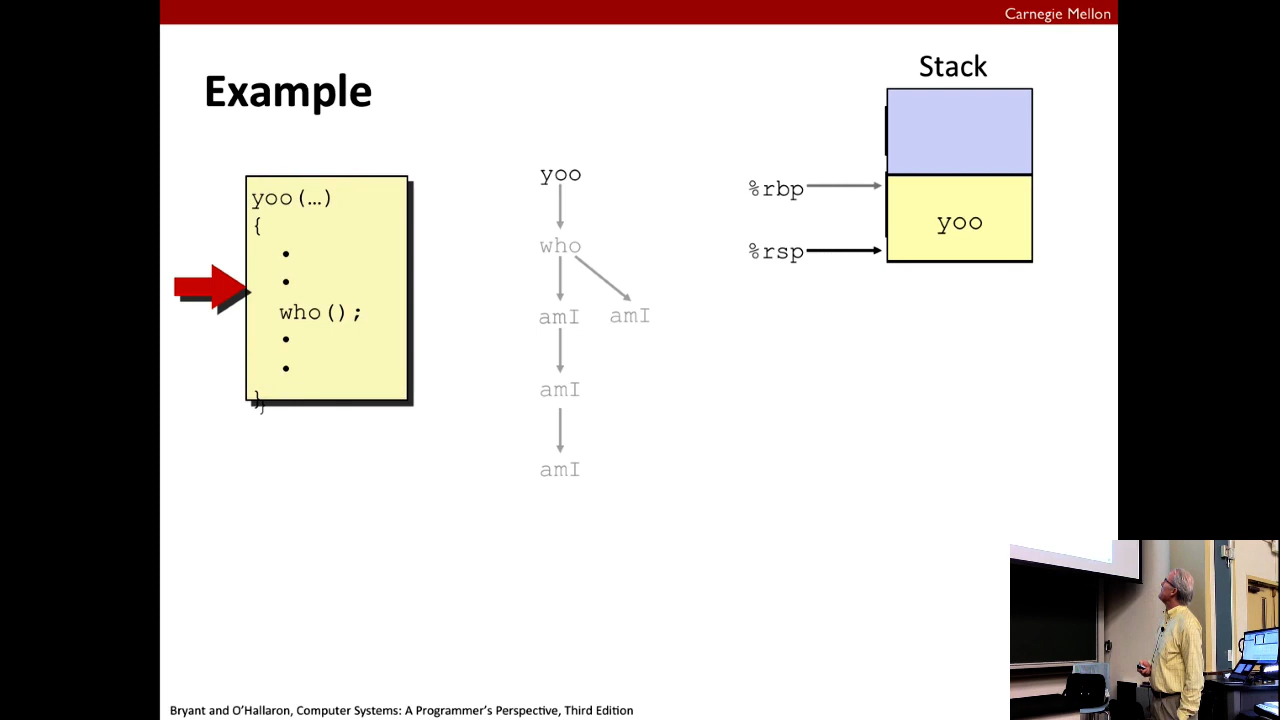 Carnegie Mellon
Example
Stack
yoo(…)
{
•
•
who();
•
•
}
}
yoo
who
amI amI
amI
amI
%rbp
%rsp
yoo
Bryant and O'Hallaron, Computer Systems: A Programmer's Perspective, Third Edition